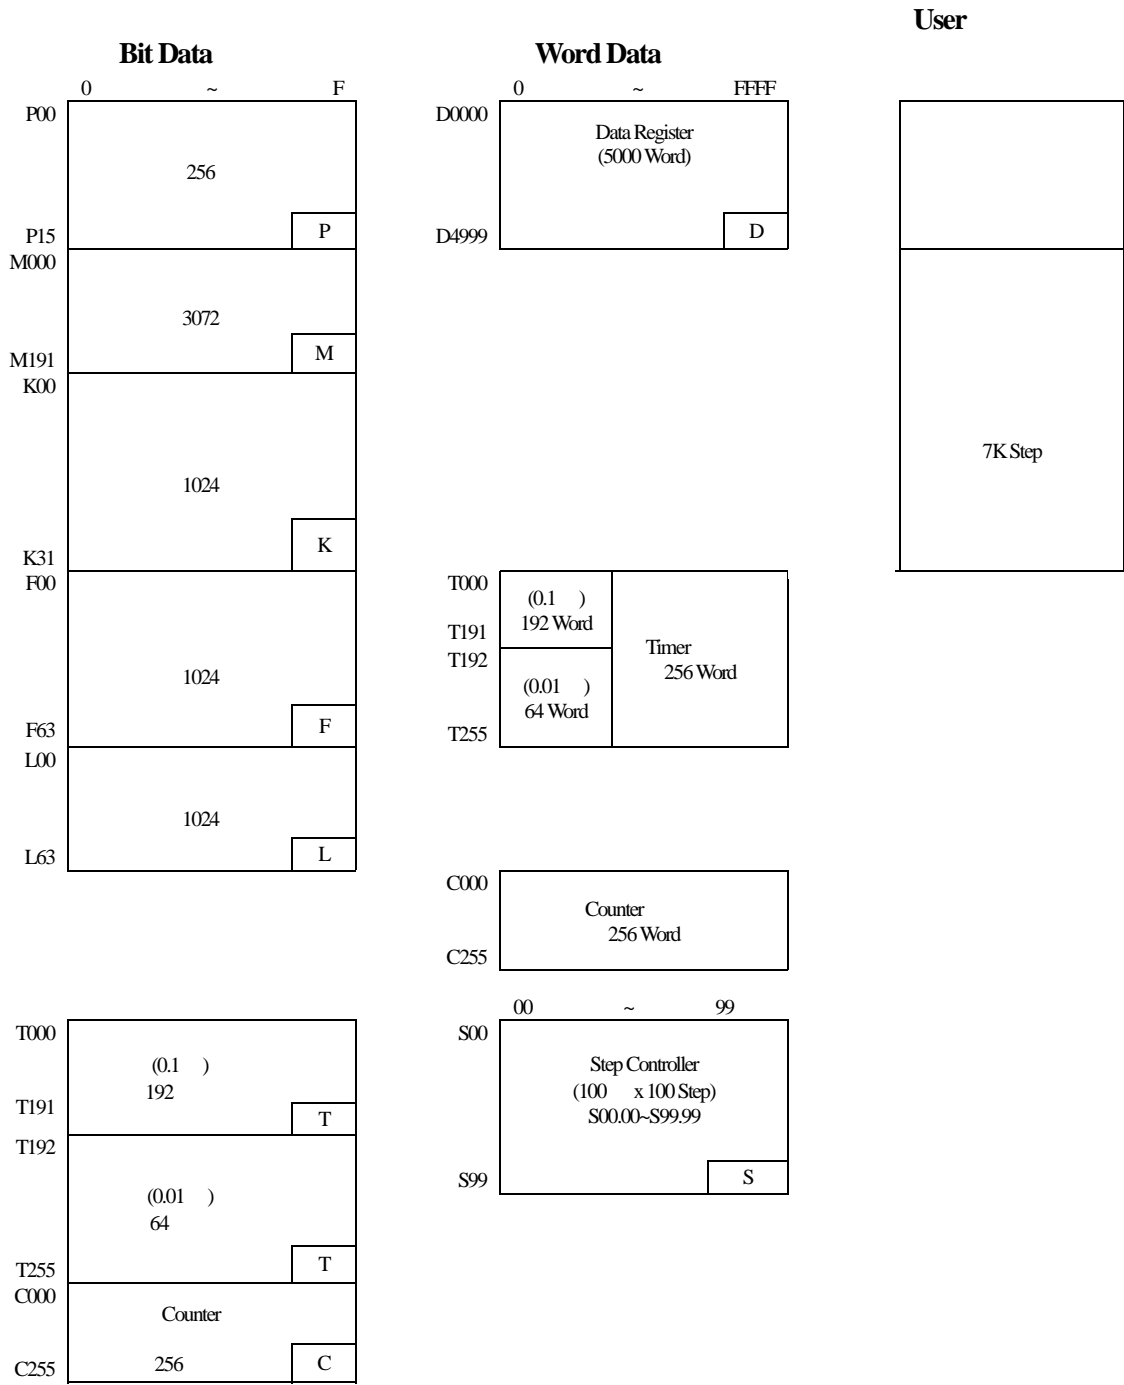 User
Bit Data
Word Data
0 ~ F
P00
256
P15
P
M000
3072
M191
M
K00
1024
K31
K
F00
1024
F63
F
L00
1024
L63
L
T000
(0.1 )
192
T191
T
T192
(0.01 )
64
T255
T
C000
Counter
256
C255
C
0 ~ FFFF
D0000
Data Register
(5000 Word)
D4999
D
T000
(0.1 )
192 Word
T191
T192
(0.01 )
64 Word
T255
Timer
256 Word
C000
Counter
256 Word
C255
00 ~ 99
S00
Step Controller
(100 x 100 Step)
S00.00~S99.99
S99
S
7K Step